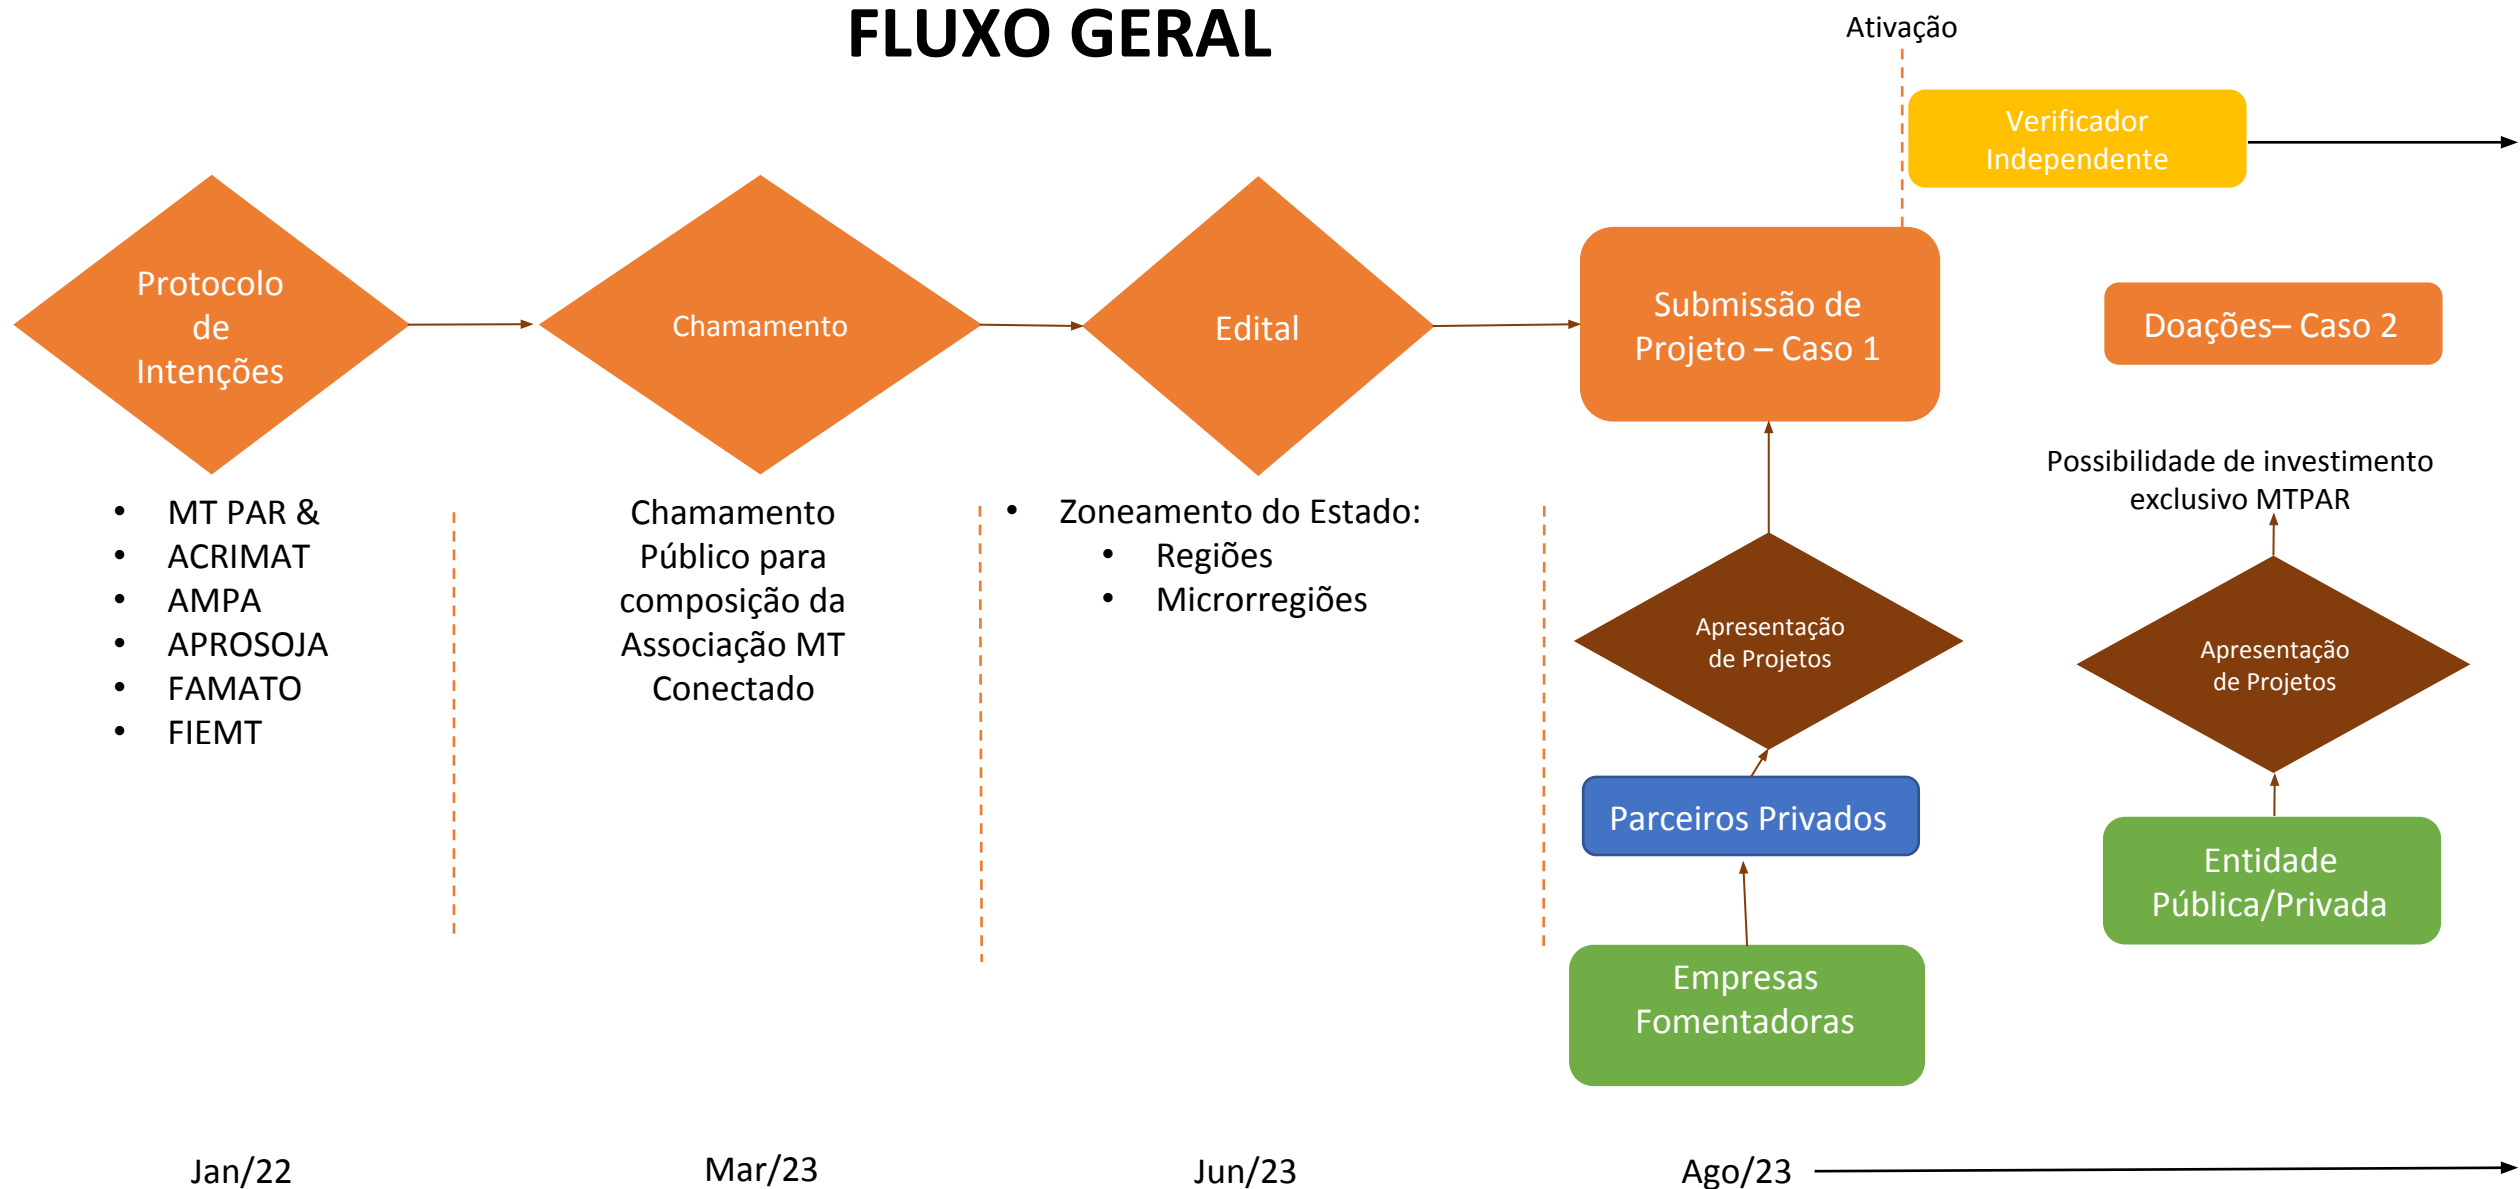 FLUXO GERAL
Ativação
Verificador
Independente
Protocolo
de
Intenções
Chamamento
Edital
Submissão de
Projeto – Caso 1
Doações– Caso 2
• MT PAR &
• ACRIMAT
• AMPA
• APROSOJA
• FAMATO
• FIEMT
Chamamento
Público para
composição da
Associação MT
Conectado
• Zoneamento do Estado:
• Regiões
• Microrregiões
Apresentação
de Projetos
Parceiros Privados
Empresas
Fomentadoras
Possibilidade de investimento
exclusivo MTPAR
Apresentação
de Projetos
Entidade
Pública/Privada
Jan/22
Mar/23
Jun/23
Ago/23